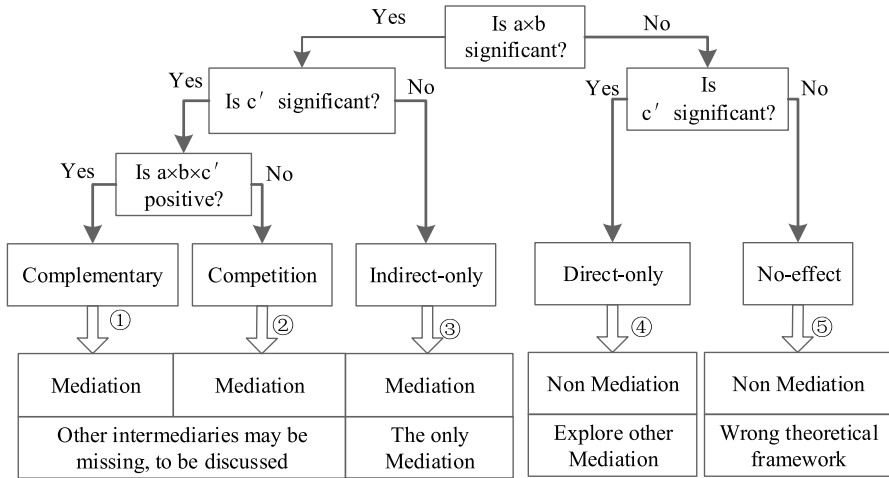 Is a×b
significant?
Yes
No
Is c′ significant?
Is
c′ significant?
Yes
No
Yes
No
Is a×b×c′
positive?
Yes
No
Complementary
Competition
Indirect-only
Direct-only
No-effect
①
②
③
④
⑤
Mediation
Mediation
Mediation
Non Mediation
Non Mediation
Other intermediaries may be
missing, to be discussed
The only
Mediation
Explore other
Mediation
Wrong theoretical
framework